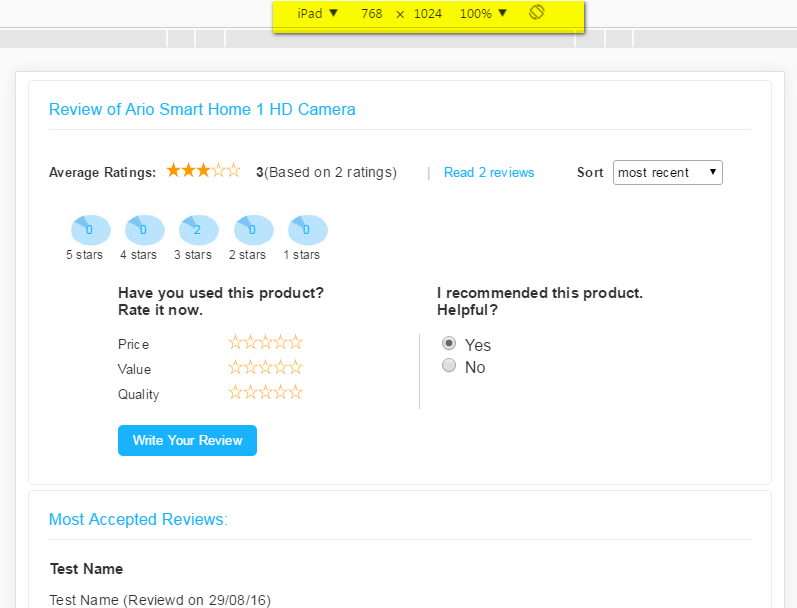 iPad ▼ 768 × 1024 100% ▼
Review of Ario Smart Home 1 HD Camera
Average Ratings: 3(Based on 2 ratings) | Read 2 reviews Sort most recent ▼
0 0 2 0 0
5 stars 4 stars 3 stars 2 stars 1 stars
Have you used this product?
Rate it now.
I recommended this product.
Helpful?
Price
Value
Quality
Yes
No
Write Your Review
Most Accepted Reviews:
Test Name
Test Name (Reviewd on 29/08/16)